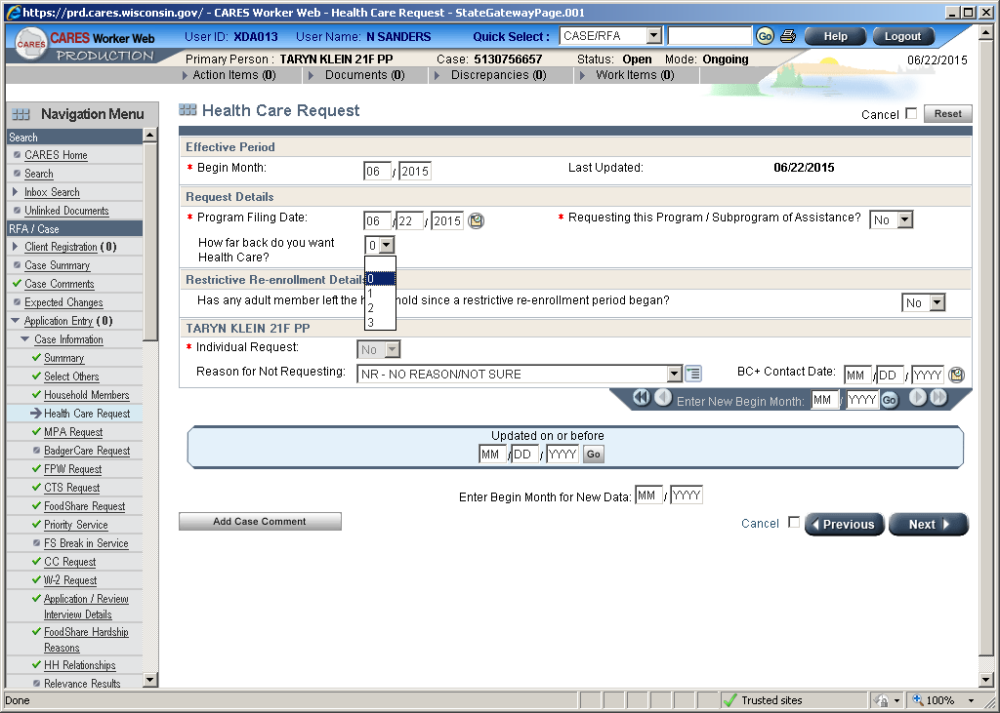 https://prd.cares.wisconsin.gov/ - CARES Worker Web - Health Care Request - StateGatewayPage.001
CARES CARES Worker Web User ID: XDA013 User Name: N SANDERS Quick Select : CASE/RFA Go Help Logout
PRODUCTION
Primary Person : TARYN KLEIN 21F PP Case: 5130756657 Status: Open Mode: Ongoing 06/22/2015
Action Items (0) Documents (0) Discrepancies (0) Work Items (0)
Navigation Menu
Search
CARES Home
Search
Inbox Search
Unlinked Documents
RFA / Case
Client Registration (0)
Case Summary
Case Comments
Expected Changes
Application Entry (0)
Case Information
Summary
Select Others
Household Members
Health Care Request
MPA Request
BadgerCare Request
FPW Request
CTS Request
FoodShare Request
Priority Service
FS Break in Service
CC Request
W-2 Request
Application / Review
Interview Details
FoodShare Hardship
Reasons
HH Relationships
Relevance Results
Health Care Request
Cancel Reset
Effective Period
* Begin Month: 06 / 2015 Last Updated: 06/22/2015
Request Details
* Program Filing Date: 06 / 22 / 2015 * Requesting this Program / Subprogram of Assistance? No
How far back do you want 0
Health Care?
0
1
2
3
Restrictive Re-enrollment Details
Has any adult member left the h hold since a restrictive re-enrollment period began? No
TARYN KLEIN 21F PP
* Individual Request: No
Reason for Not Requesting: NR - NO REASON/NOT SURE BC+ Contact Date: MM / DD / YYYY
Enter New Begin Month: MM / YYYY Go
Updated on or before
MM / DD / YYYY Go
Enter Begin Month for New Data: MM / YYYY
Add Case Comment Cancel Previous Next
Done Trusted sites 100%